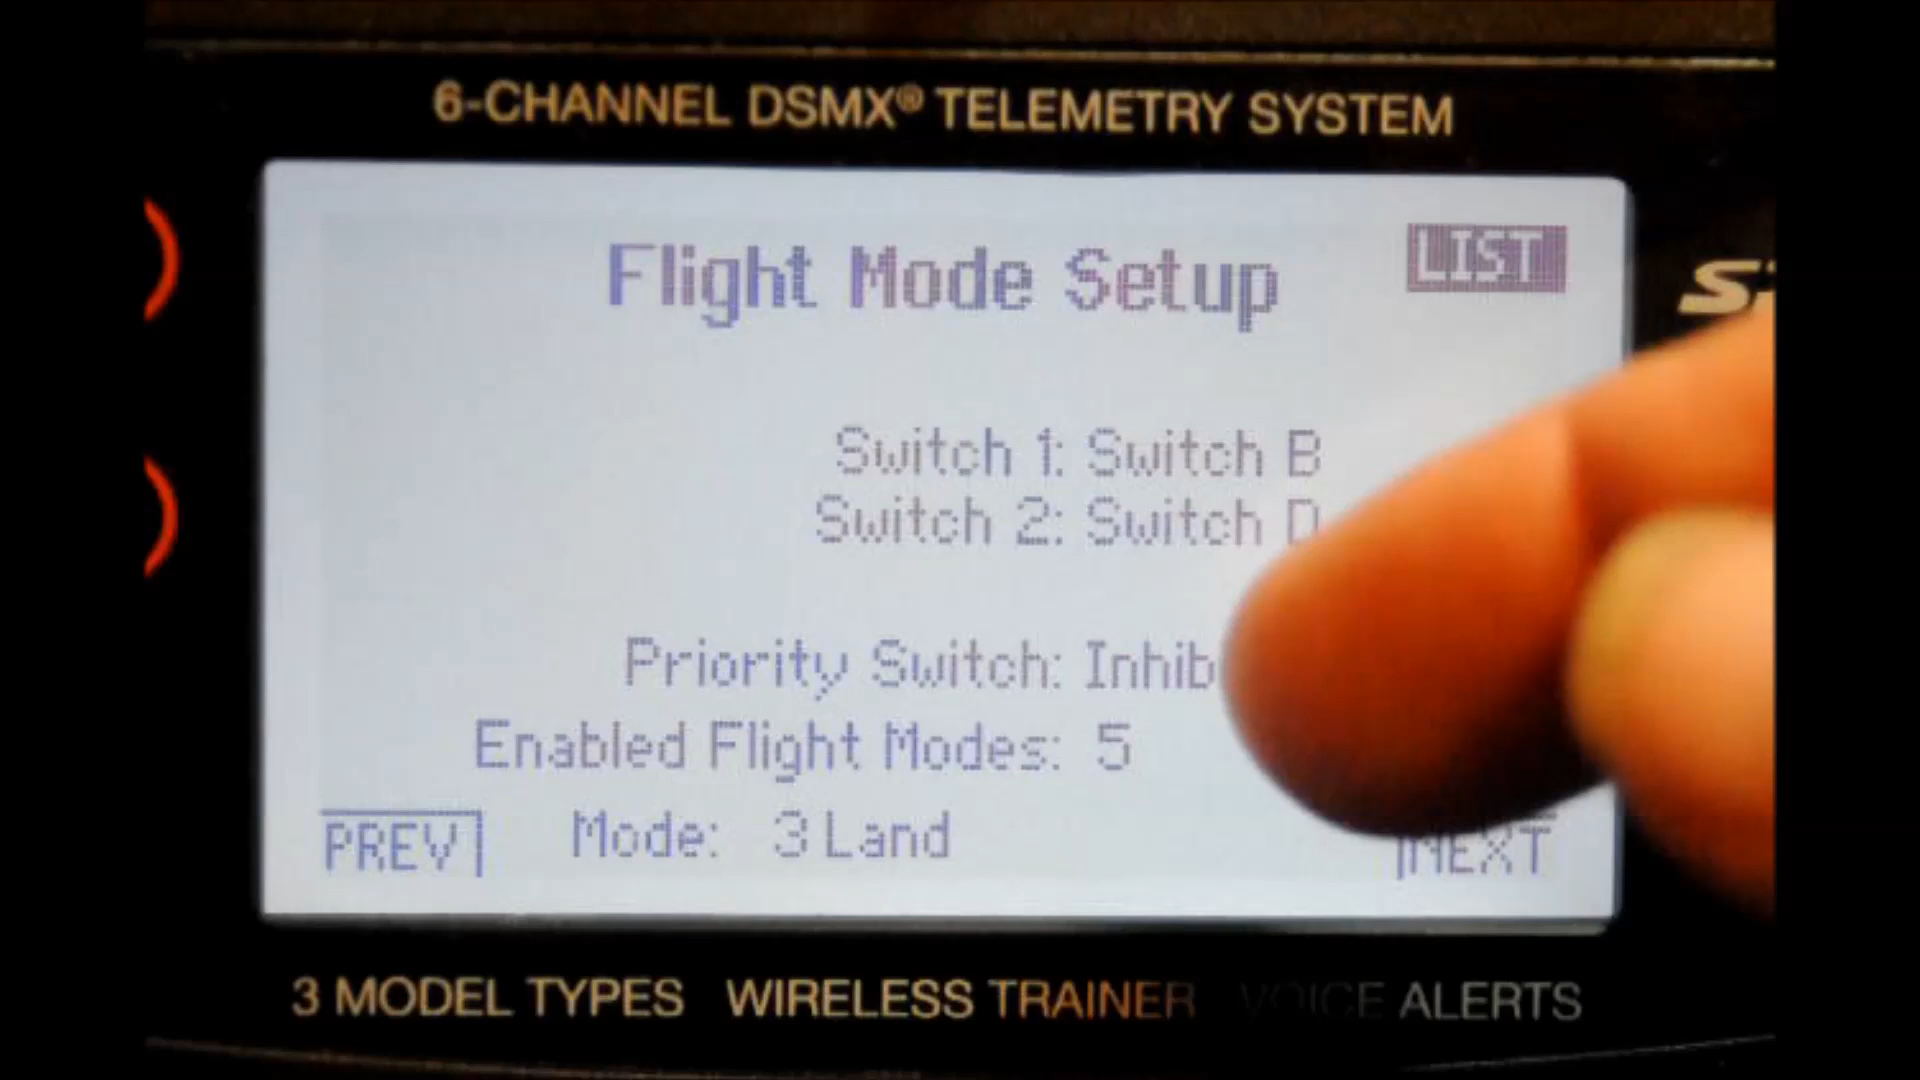 6-CHANNEL DSMX® TELEMETRY SYSTEM
LIST
Flight Mode Setup
Switch 1: Switch B
Switch 2: Switch D
Priority Switch: Inhib
Enabled Flight Modes: 5
PREV Mode: 3 Land NEXT
3 MODEL TYPES WIRELESS TRAINER VOICE ALERTS